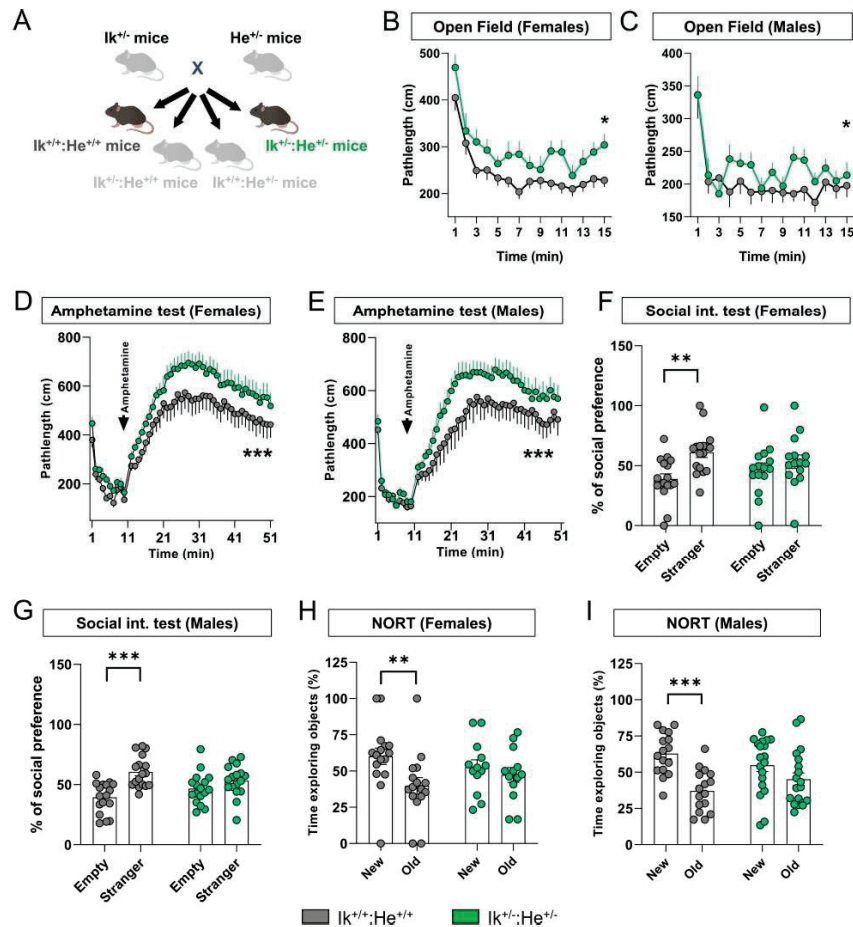 A
Ik+/- mice
He+/- mice
X
Ik+/+:He+/+ mice
Ik+/-:He+/- mice
Ik+/-:He+/+ mice
Ik+/+:He+/- mice
B
Open Field (Females)
Pathlength (cm)
500
400
300
200
*
1 3 5 7 9 11 13 15
Time (min)
C
Open Field (Males)
Pathlength (cm)
400
350
300
250
200
150
*
1 3 5 7 9 11 13 15
Time (min)
D
Amphetamine test (Females)
Pathlength (cm)
800
600
400
200
Amphetamine
***
1 11 21 31 41 51
Time (min)
E
Amphetamine test (Males)
Pathlength (cm)
800
600
400
200
Amphetamine
***
1 11 21 31 41 51
Time (min)
F
Social int. test (Females)
% of social preference
150
100
50
0
**
Empty Stranger Empty Stranger
G
Social int. test (Males)
% of social preference
150
100
50
0
***
Empty Stranger Empty Stranger
H
NORT (Females)
Time exploring objects (%)
125
100
75
50
25
0
**
New Old New Old
I
NORT (Males)
Time exploring objects (%)
125
100
75
50
25
0
***
New Old New Old
Ik+/+:He+/+
Ik+/-:He+/-